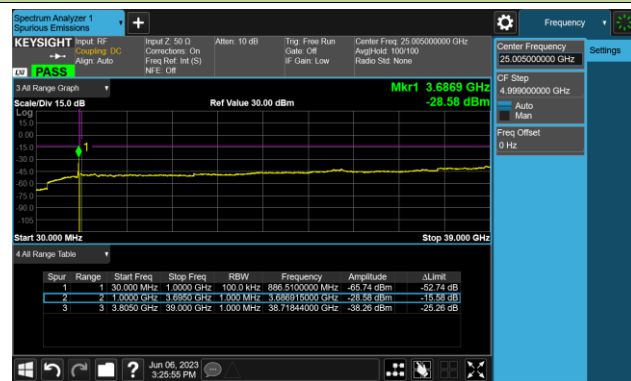 Spectrum Analyzer 1
Spurious Emissions
Frequency
KEYSIGHT Input: RF
Coupling: DC
Align: Auto
Input Z: 50 Ω
Corrections: On
Freq Ref: Int (S)
NFE: Off
Atten: 10 dB
Trig: Free Run
Gate: Off
IF Gain: Low
Center Freq: 25.005000000 GHz
Avg|Hold: 100/100
Radio Std: None
LXI PASS
Center Frequency
25.005000000 GHz
Settings
CF Step
4.999000000 GHz
Auto
Man
Freq Offset
0 Hz
3 All Range Graph
Mkr1 3.6869 GHz
Scale/Div 15.0 dB Ref Value 30.00 dBm -28.58 dBm
Log
15.0
0.00
-15.0
-30.0
-45.0
-60.0
-75.0
-90.0
-105
1
Start 30.000 MHz Stop 39.000 GHz
4 All Range Table
Spur Range Start Freq Stop Freq RBW Frequency Amplitude ΔLimit
1 1 30.000 MHz 1.0000 GHz 100.0 kHz 886.5100000 MHz -65.74 dBm -52.74 dB
2 2 1.0000 GHz 3.6950 GHz 1.000 MHz 3.686915000 GHz -28.58 dBm -15.58 dB
3 3 3.8050 GHz 39.000 GHz 1.000 MHz 38.71844000 GHz -38.26 dBm -25.26 dB
Jun 06, 2023
3:25:55 PM